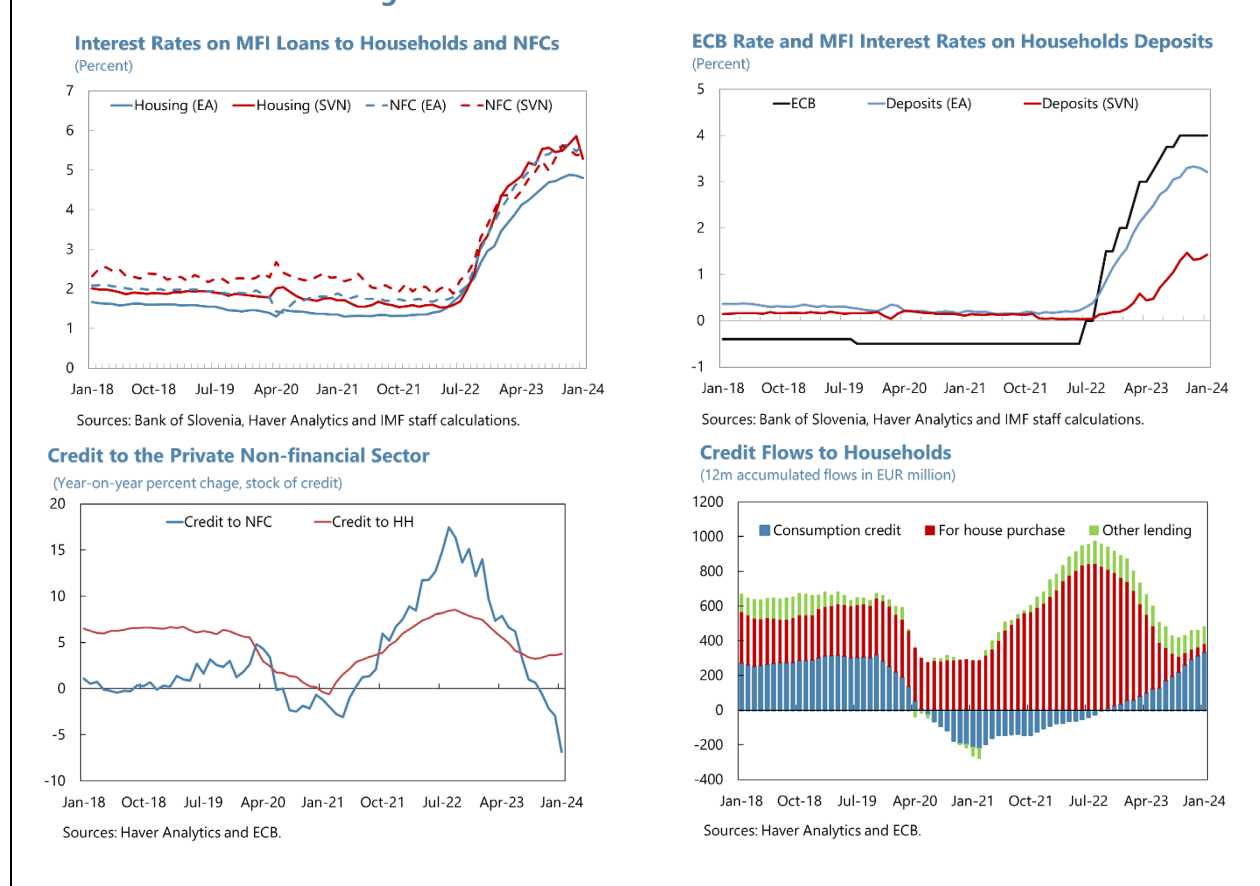 Interest Rates on MFI Loans to Households and NFCs
(Percent)
7
Housing (EA) Housing (SVN) NFC (EA) NFC (SVN)
6
5
4
3
2
1
0
Jan-18 Oct-18 Jul-19 Apr-20 Jan-21 Oct-21 Jul-22 Apr-23 Jan-24
Sources: Bank of Slovenia, Haver Analytics and IMF staff calculations.
ECB Rate and MFI Interest Rates on Households Deposits
(Percent)
5
ECB Deposits (EA) Deposits (SVN)
4
3
2
1
0
-1
Jan-18 Oct-18 Jul-19 Apr-20 Jan-21 Oct-21 Jul-22 Apr-23 Jan-24
Sources: Bank of Slovenia, Haver Analytics and IMF staff calculations.
Credit to the Private Non-financial Sector
(Year-on-year percent chage, stock of credit)
20
Credit to NFC Credit to HH
15
10
5
0
-5
-10
Jan-18 Oct-18 Jul-19 Apr-20 Jan-21 Oct-21 Jul-22 Apr-23 Jan-24
Sources: Haver Analytics and ECB.
Credit Flows to Households
(12m accumulated flows in EUR million)
1200
1000
Consumption credit For house purchase Other lending
800
600
400
200
0
-200
-400
Jan-18 Oct-18 Jul-19 Apr-20 Jan-21 Oct-21 Jul-22 Apr-23 Jan-24
Sources: Haver Analytics and ECB.